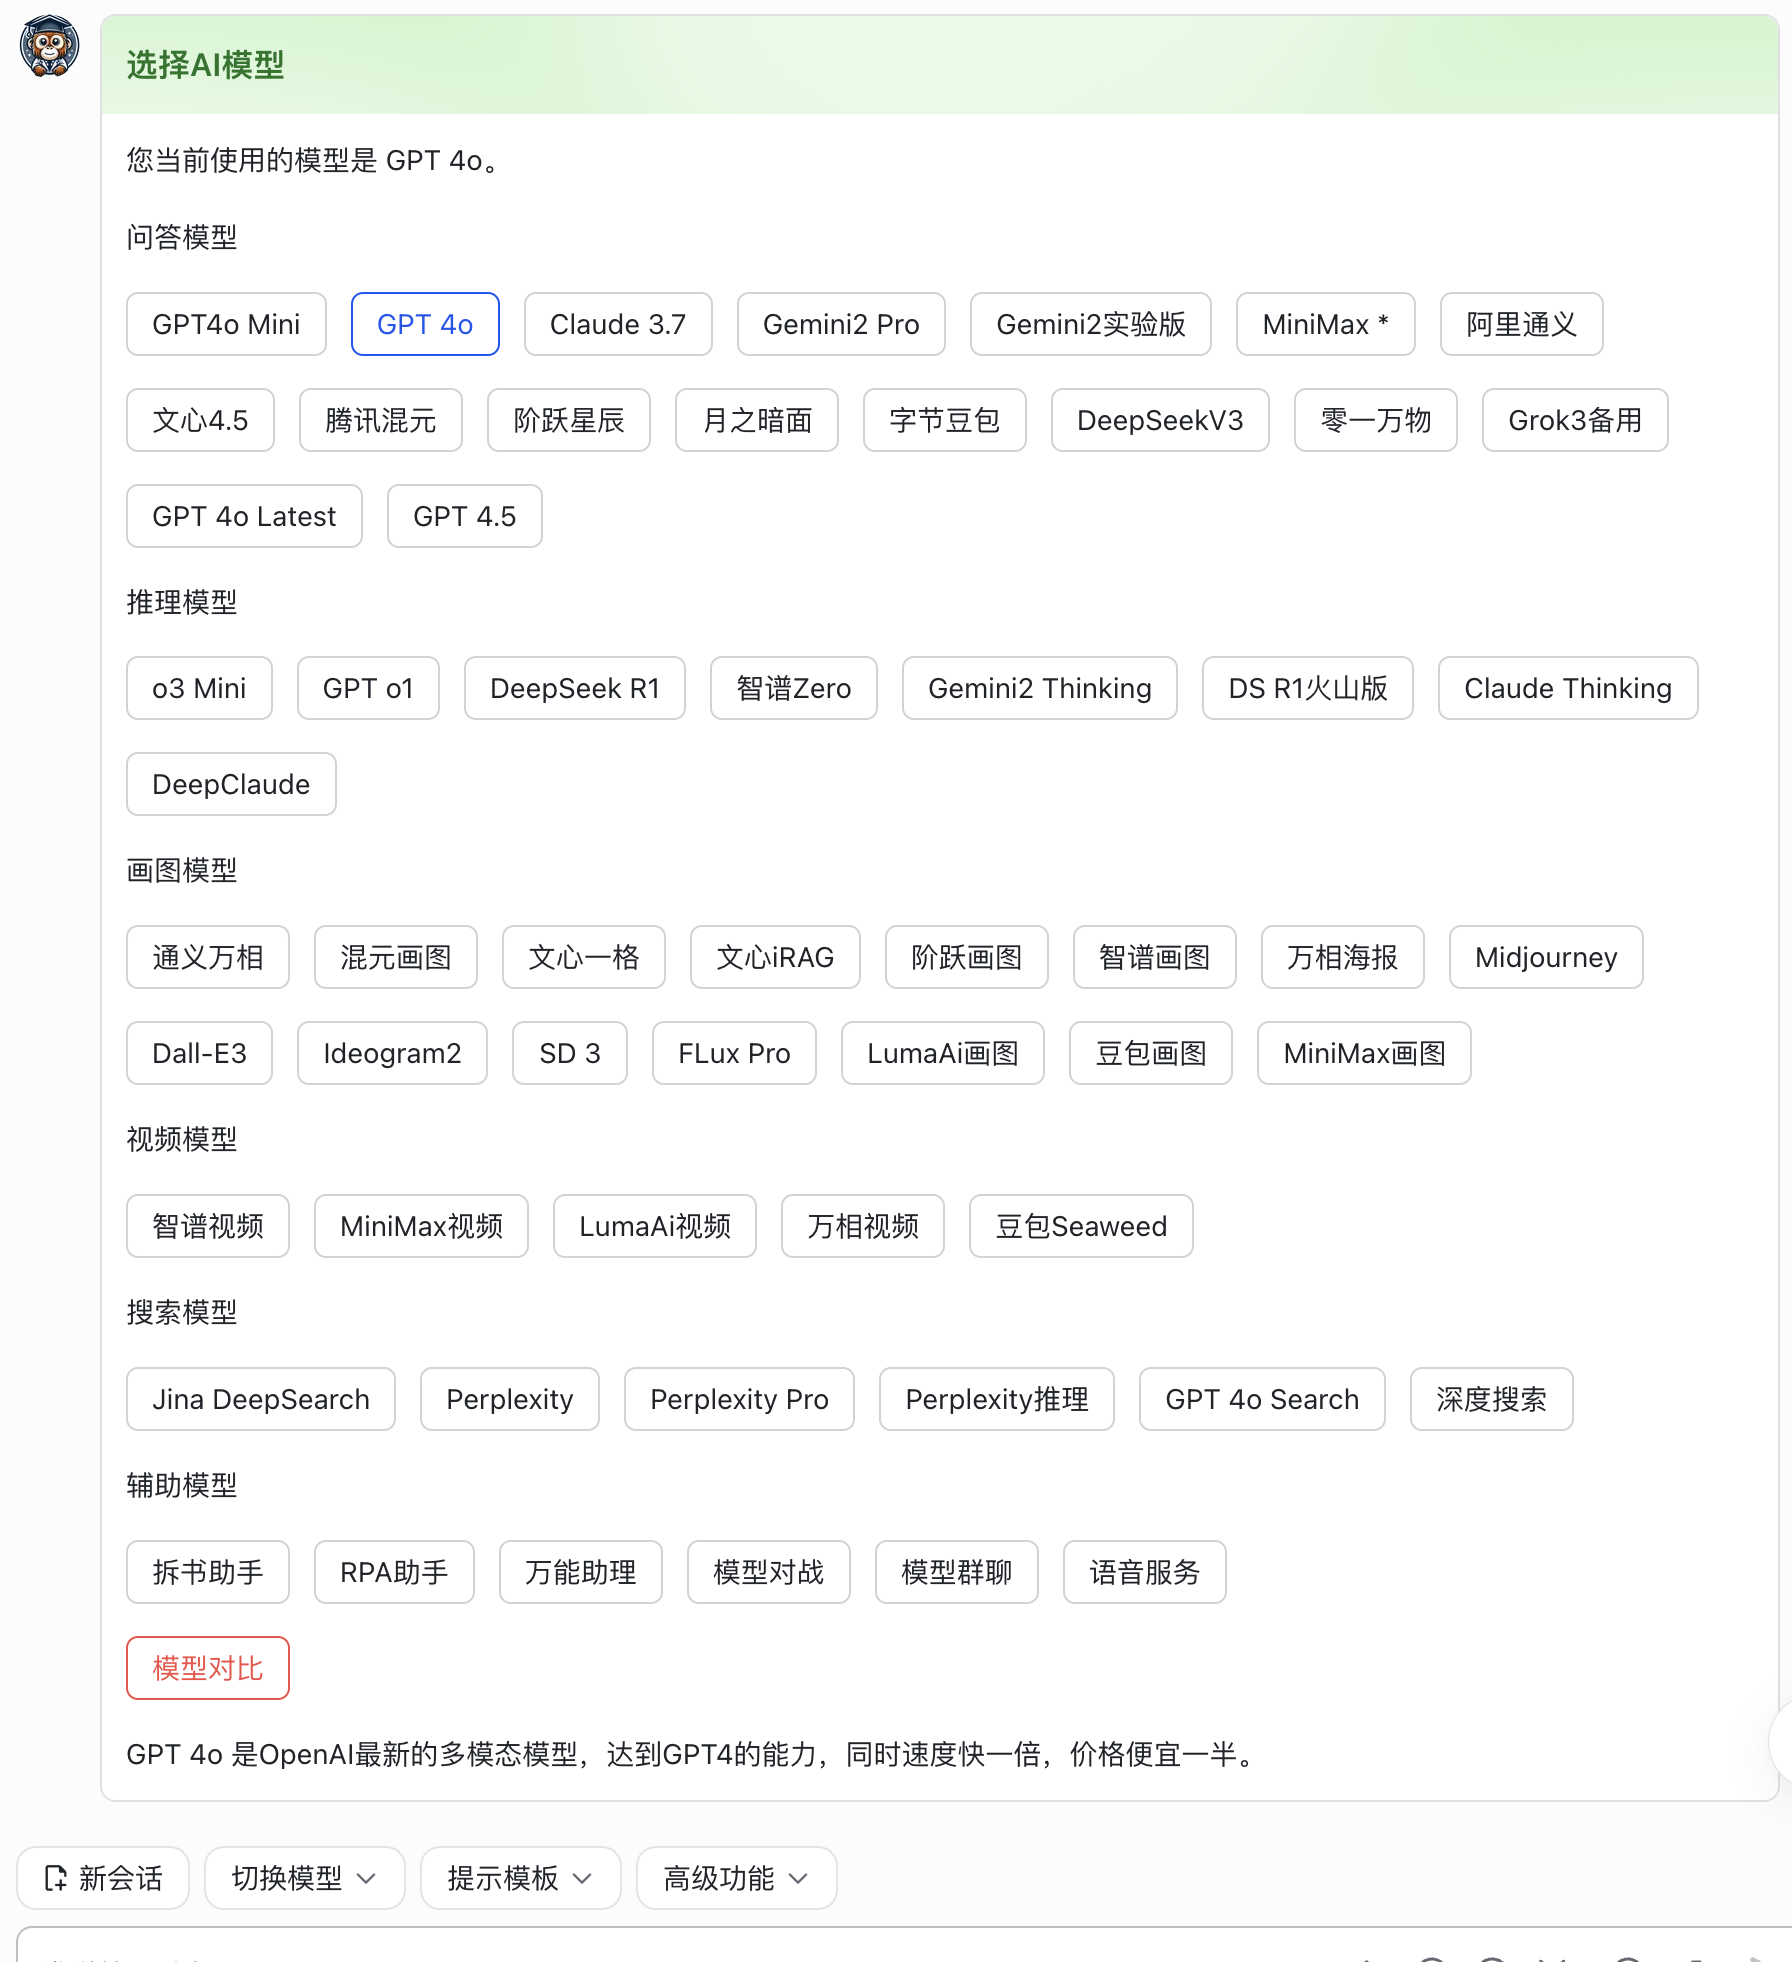 选择AI模型
您当前使用的模型是 GPT 4o。
问答模型
GPT4o Mini GPT 4o Claude 3.7 Gemini2 Pro Gemini2实验版 MiniMax * 阿里通义
文心4.5 腾讯混元 阶跃星辰 月之暗面 字节豆包 DeepSeekV3 零一万物 Grok3备用
GPT 4o Latest GPT 4.5
推理模型
o3 Mini GPT o1 DeepSeek R1 智谱Zero Gemini2 Thinking DS R1火山版 Claude Thinking
DeepClaude
画图模型
通义万相 混元画图 文心一格 文心iRAG 阶跃画图 智谱画图 万相海报 Midjourney
Dall-E3 Ideogram2 SD 3 FLux Pro LumaAi画图 豆包画图 MiniMax画图
视频模型
智谱视频 MiniMax视频 LumaAi视频 万相视频 豆包Seaweed
搜索模型
Jina DeepSearch Perplexity Perplexity Pro Perplexity推理 GPT 4o Search 深度搜索
辅助模型
拆书助手 RPA助手 万能助理 模型对战 模型群聊 语音服务
模型对比
GPT 4o 是OpenAI最新的多模态模型，达到GPT4的能力，同时速度快一倍，价格便宜一半。
新会话 切换模型 提示模板 高级功能